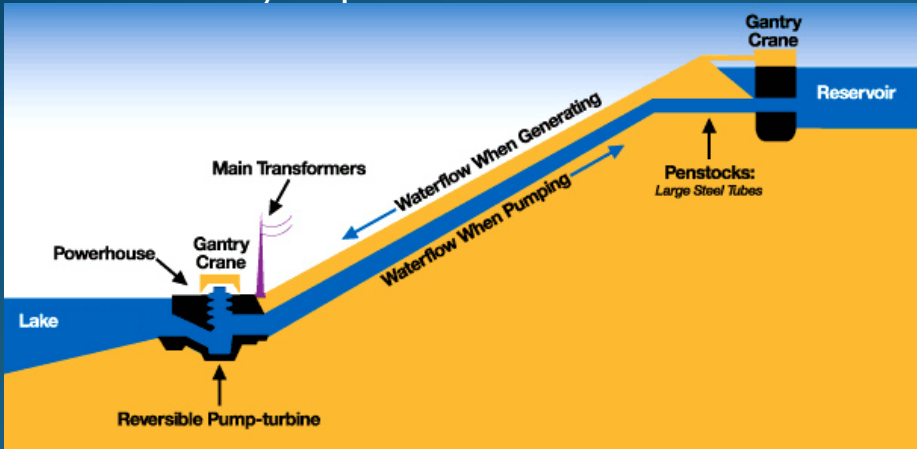 Gantry
Crane
Reservoir
Waterflow When Generating
Main Transformers
Penstocks:
Large Steel Tubes
Waterflow When Pumping
Gantry
Crane
Powerhouse
Lake
Reversible Pump-turbine